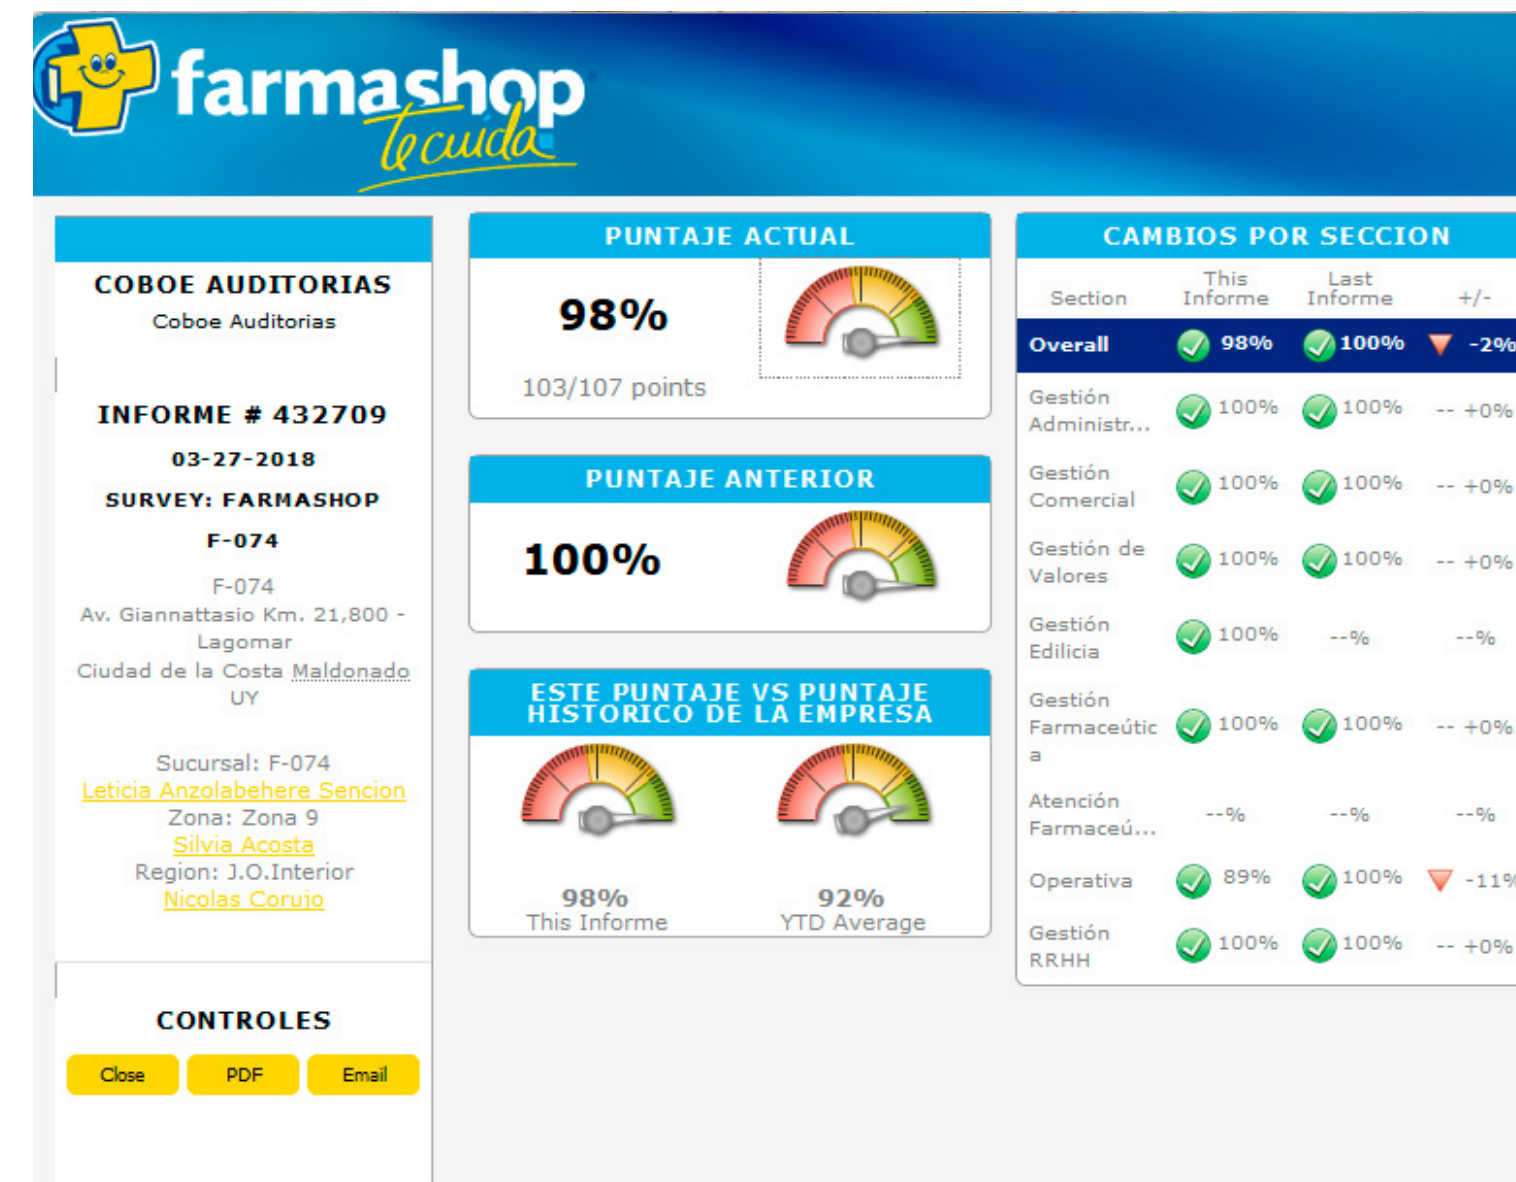 farmashop
te cuida
COBOE AUDITORIAS
Coboe Auditorias
INFORME # 432709
03-27-2018
SURVEY: FARMASHOP
F-074
F-074
Av. Giannattasio Km. 21,800 -
Lagomar
Ciudad de la Costa Maldonado
UY
Sucursal: F-074
Leticia Anzolabehere Sencion
Zona: Zona 9
Silvia Acosta
Region: J.O.Interior
Nicolas Corujo
CONTROLES
Close PDF Email
PUNTAJE ACTUAL
98%
103/107 points
PUNTAJE ANTERIOR
100%
ESTE PUNTAJE VS PUNTAJE
HISTORICO DE LA EMPRESA
98% 92%
This Informe YTD Average
CAMBIOS POR SECCION
Section This Informe Last Informe +/-
Overall 98% 100% -2%
Gestión
Administr... 100% 100% -- +0%
Gestión
Comercial 100% 100% -- +0%
Gestión de
Valores 100% 100% -- +0%
Gestión
Edilicia 100% --% --%
Gestión
Farmaceútic 100% 100% -- +0%
a
Atención
Farmaceú... --% --% --%
Operativa 89% 100% -11%
Gestión
RRHH 100% 100% -- +0%